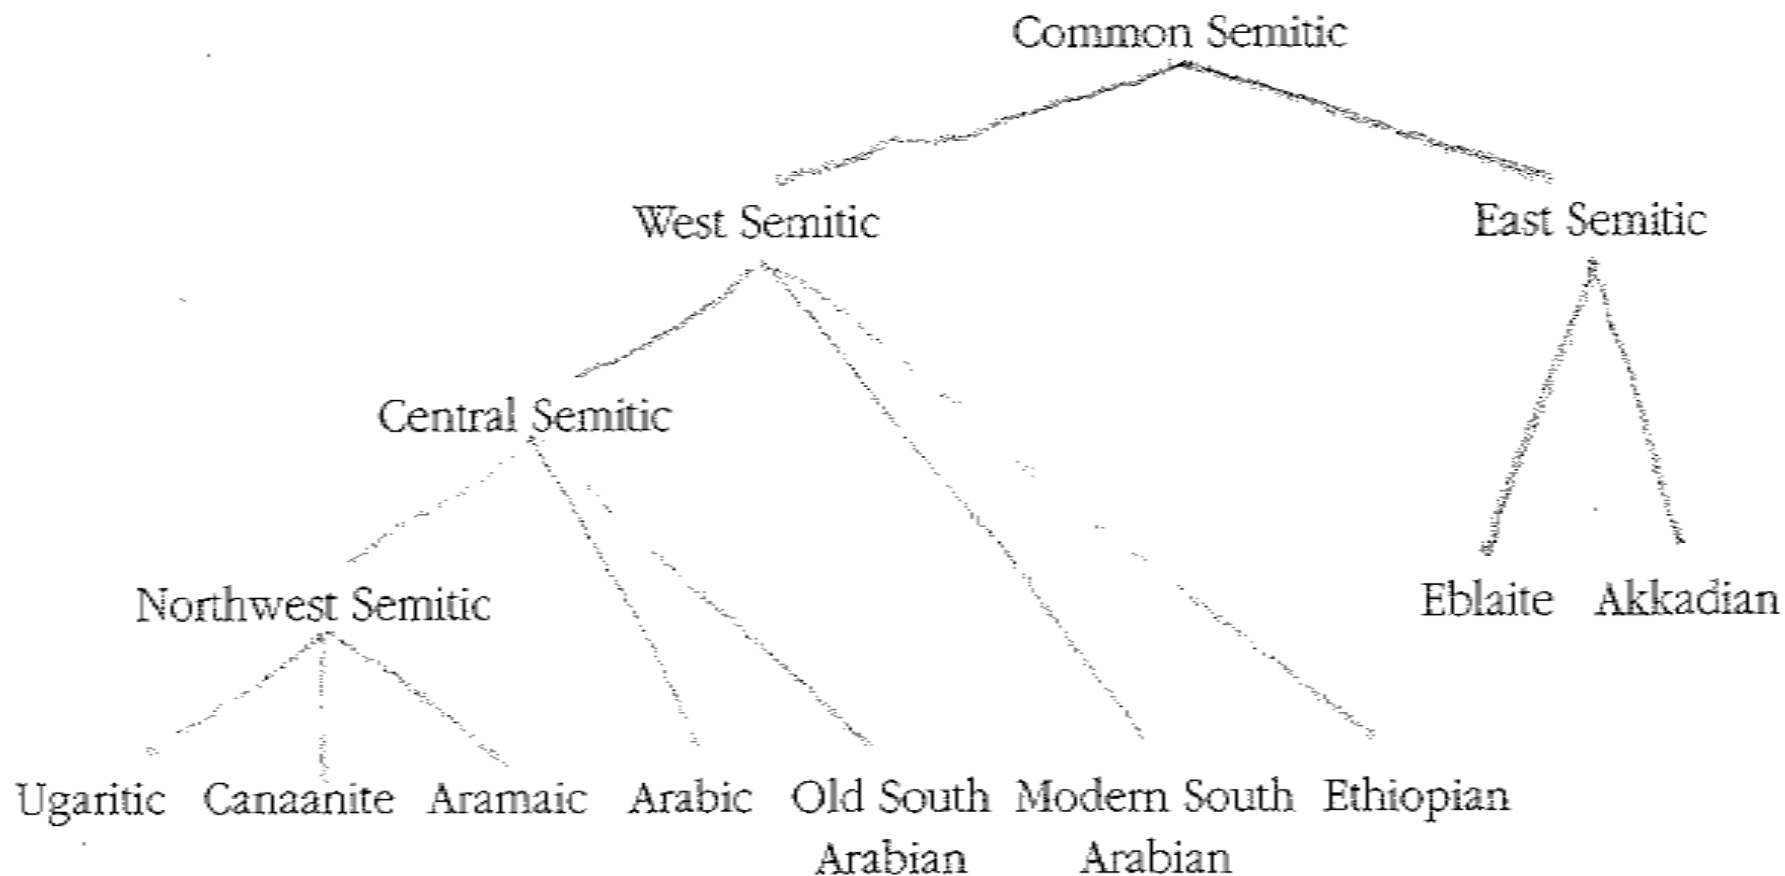 Common Semitic
West Semitic
East Semitic
Central Semitic
Northwest Semitic
Eblaite
Akkadian
Ugaritic
Canaanite
Aramaic
Arabic
Old South
Arabian
Modern South
Arabian
Ethiopian